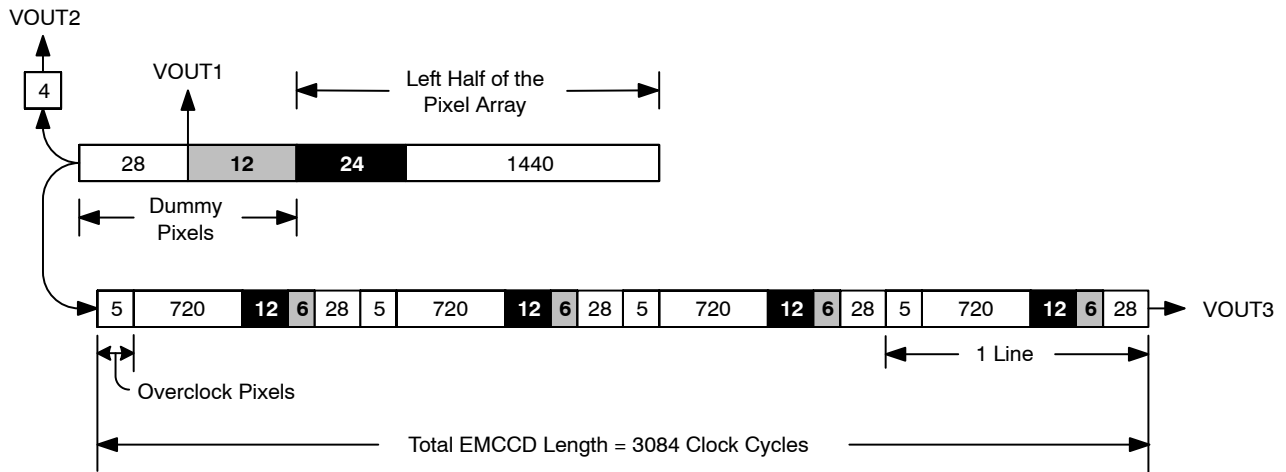 VOUT2
4
VOUT1
Left Half of the
Pixel Array
28 12 24 1440
Dummy
Pixels
5 720 12 6 28 5 720 12 6 28 5 720 12 6 28 5 720 12 6 28
VOUT3
1 Line
Overclock Pixels
Total EMCCD Length = 3084 Clock Cycles